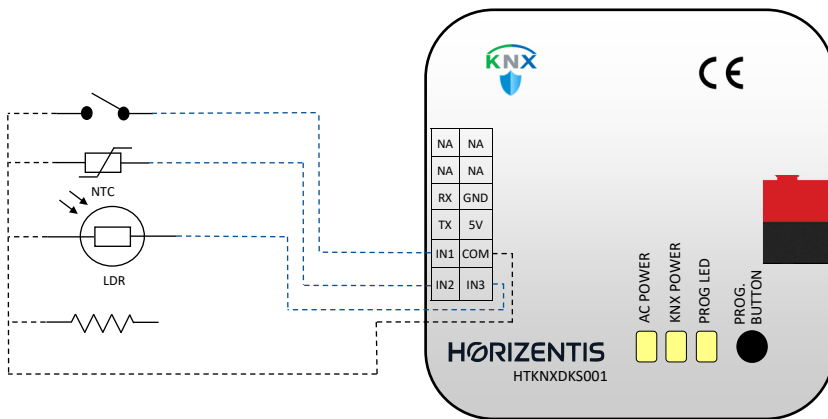 KNX
CE
NA NA
NA NA
RX GND
TX 5V
IN1 COM
IN2 IN3
NTC
LDR
AC POWER
KNX POWER
PROG LED
PROG.
BUTTON
HORIZENTIS
HTKNXDKS001